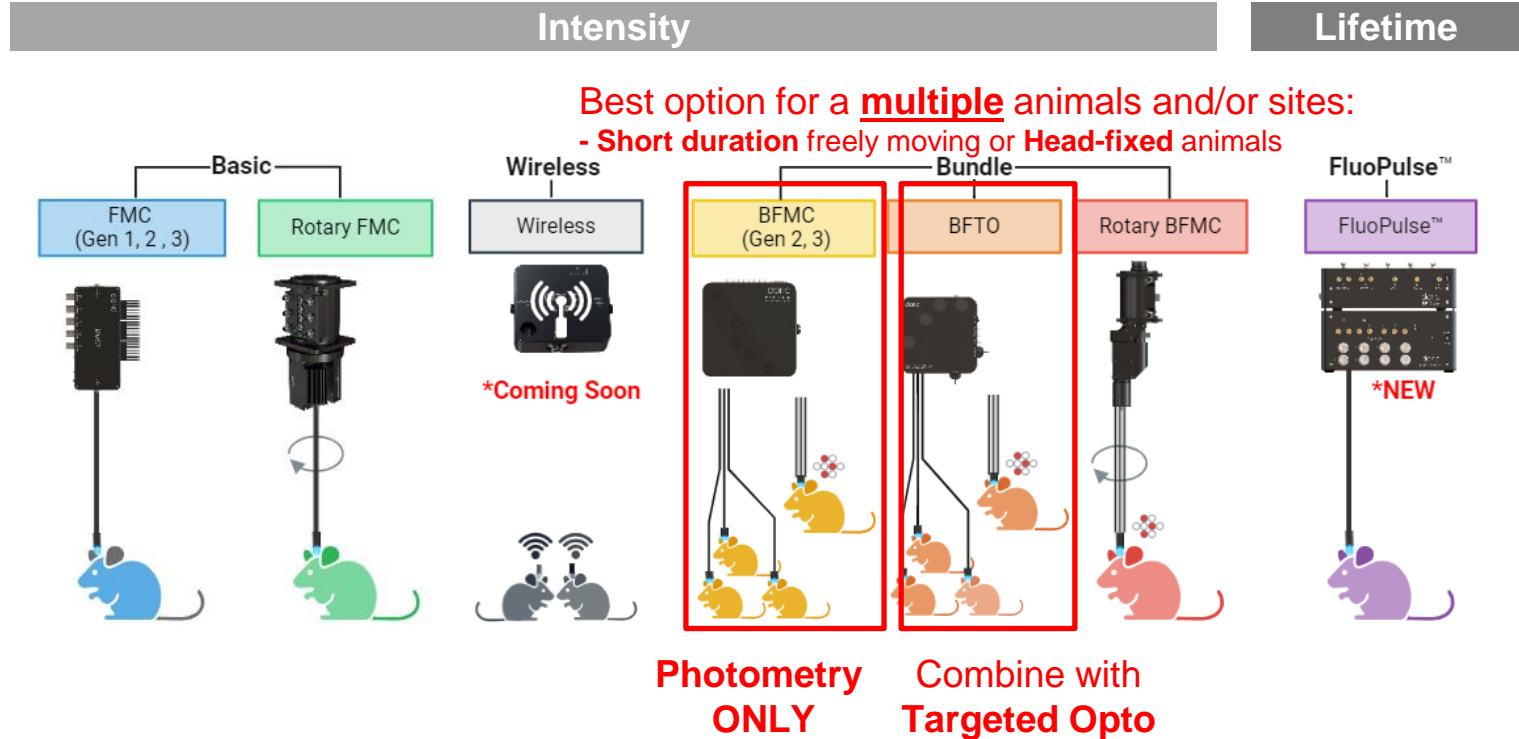 Intensity
Lifetime
Best option for a multiple animals and/or sites:
- Short duration freely moving or Head-fixed animals
Basic
Wireless
Bundle
FluoPulse™
FMC
(Gen 1, 2 , 3)
Rotary FMC
Wireless
BFMC
(Gen 2, 3)
BFTO
Rotary BFMC
FluoPulse™
*Coming Soon
*NEW
Photometry
ONLY
Combine with
Targeted Opto